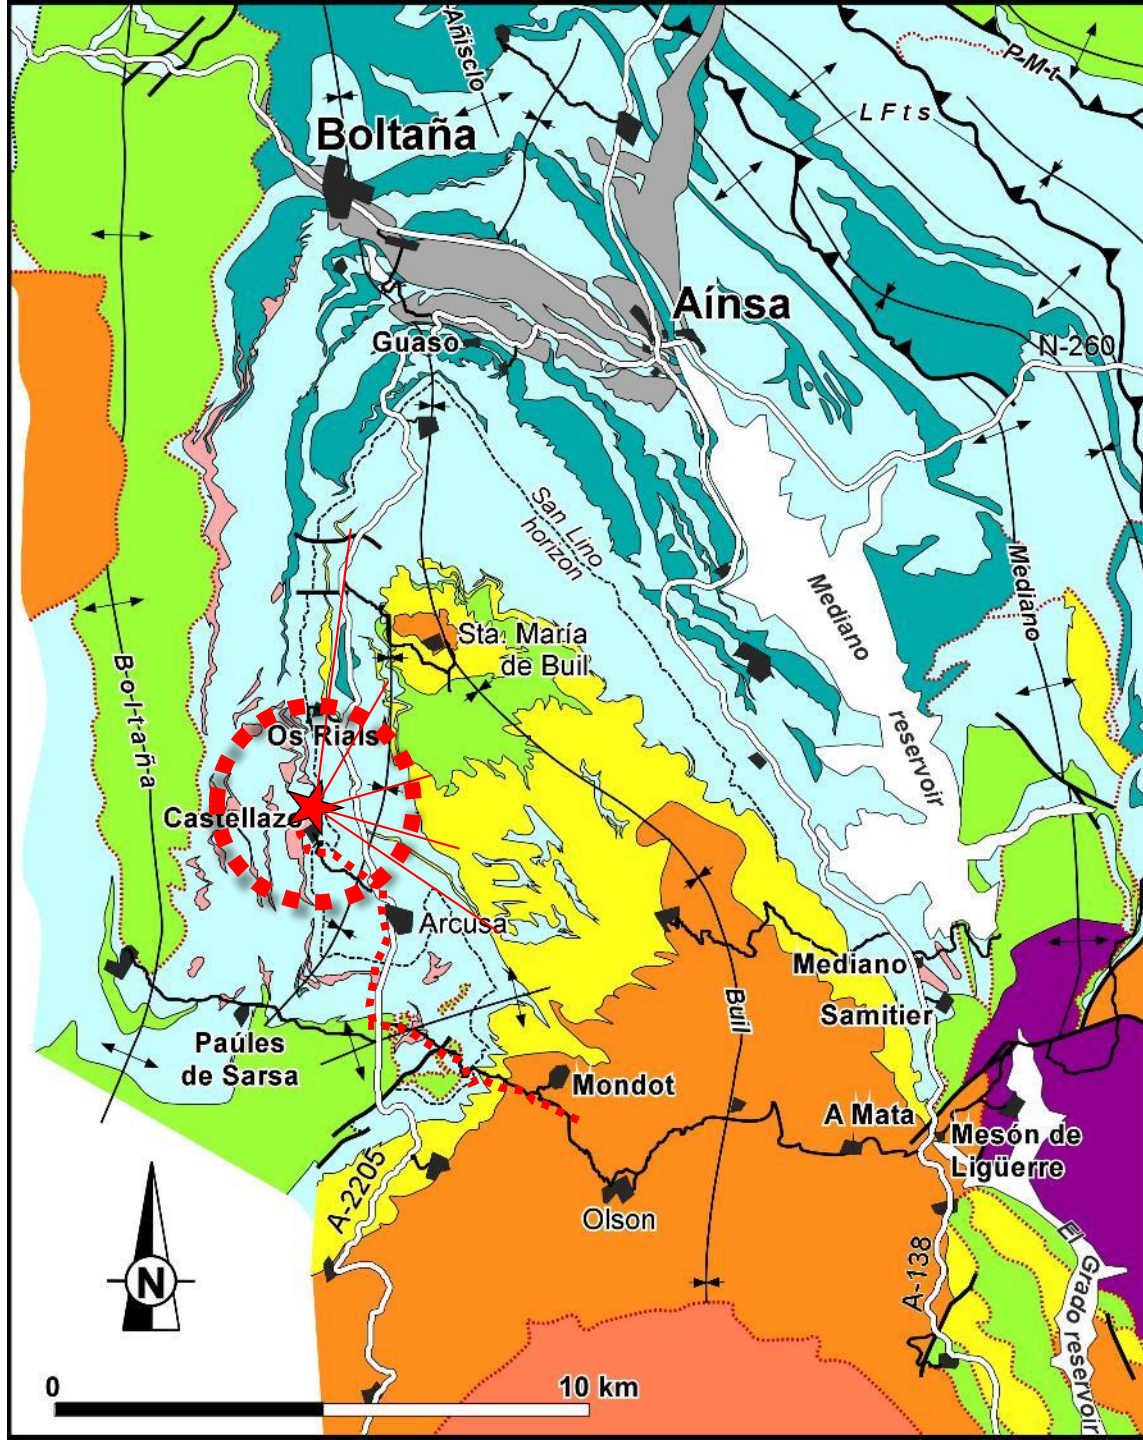 Añisclo
P-M-t
L F t s
Boltaña
Aínsa
N-260
Guaso
San Lino
horizon
Mediano
Mediano
reservoir
Sta. María
de Buil
B-o-l-t-a-ñ-a
Os Rials
Castellazo
Arcusa
Buil
Mediano
Samitier
Paúles
de Sarsa
Mondot
A Mata
Mesón de
Ligüerre
A-2205
Olson
A-138
El Grado reservoir
N
0
10 km